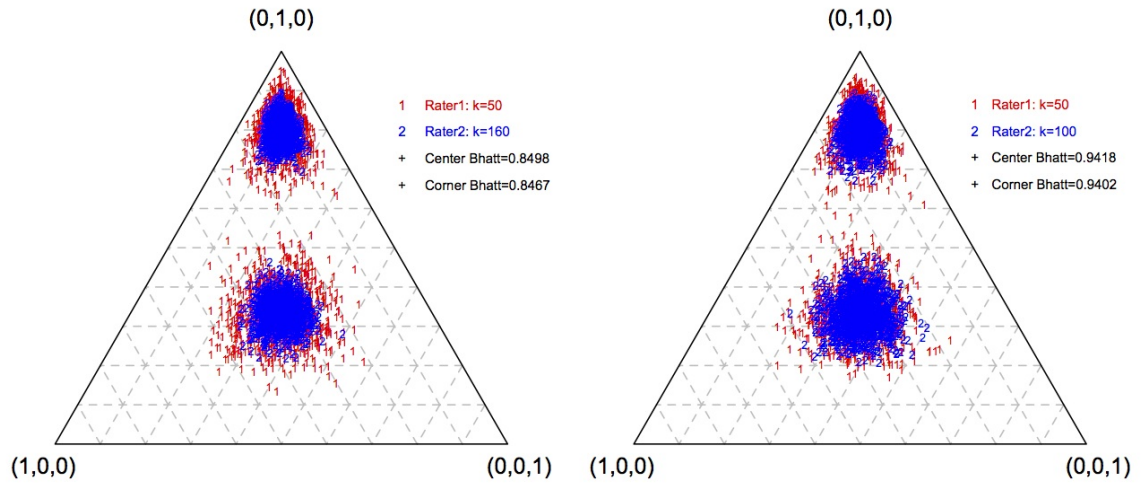 (0,1,0)
1 Rater1: k=50
2 Rater2: k=160
+ Center Bhatt=0.8498
+ Corner Bhatt=0.8467
(1,0,0)
(0,0,1)
(0,1,0)
1 Rater1: k=50
2 Rater2: k=100
+ Center Bhatt=0.9418
+ Corner Bhatt=0.9402
(1,0,0)
(0,0,1)